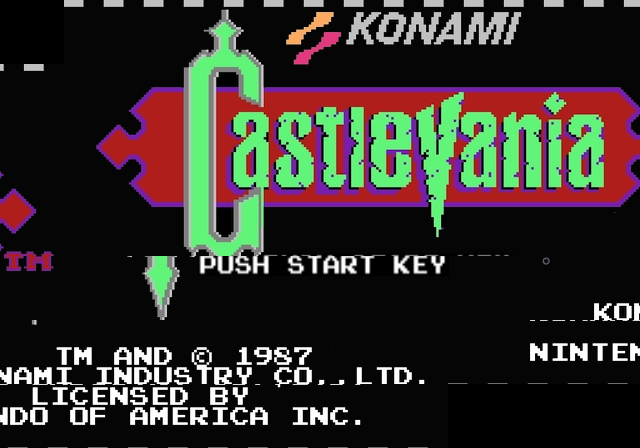 KONAMI
Castlevania
TM
PUSH START KEY
KON
TM AND © 1987
NINTEN
NAMI INDUSTRY CO., LTD.
LICENSED BY
NDO OF AMERICA INC.